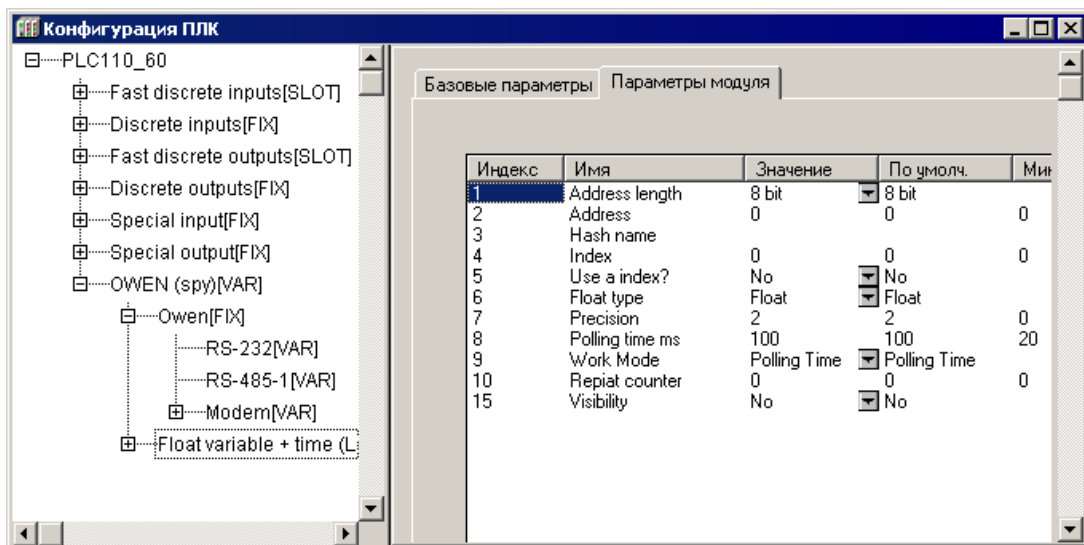 Конфигурация ПЛК
PLC110_60
Fast discrete inputs[SLOT]
Discrete inputs[FIX]
Fast discrete outputs[SLOT]
Discrete outputs[FIX]
Special input[FIX]
Special output[FIX]
OWEN (spy)[VAR]
Owen[FIX]
RS-232[VAR]
RS-485-1[VAR]
Modem[VAR]
Float variable + time (L
Базовые параметры Параметры модуля
Индекс Имя Значение По умолч. Мин
1 Address length 8 bit 8 bit
2 Address 0 0 0
3 Hash name
4 Index 0 0 0
5 Use a index? No No
6 Float type Float Float
7 Precision 2 2 0
8 Polling time ms 100 100 20
9 Work Mode Polling Time Polling Time
10 Repiat counter 0 0 0
15 Visibility No No